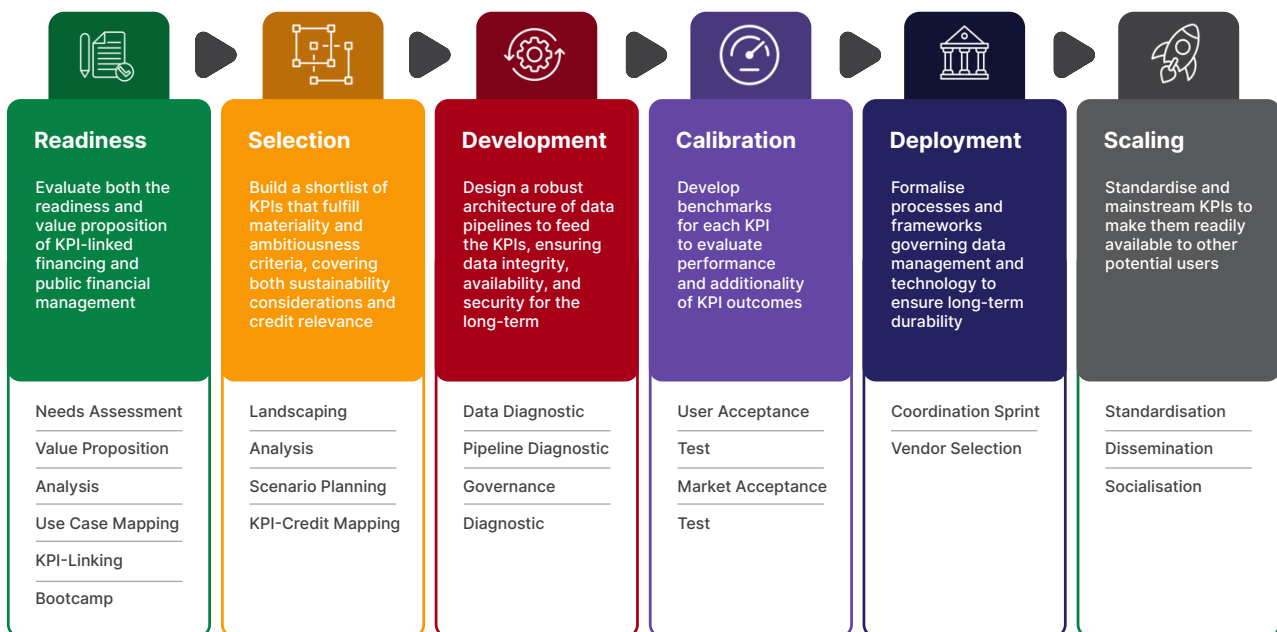 Readiness
Evaluate both the
readiness and
value proposition
of KPI-linked
financing and
public financial
management
Needs Assessment
Value Proposition
Analysis
Use Case Mapping
KPI-Linking
Bootcamp
Selection
Build a shortlist of
KPIs that fulfill
materiality and
ambitiousness
criteria, covering
both sustainability
considerations and
credit relevance
Landscaping
Analysis
Scenario Planning
KPI-Credit Mapping
Development
Design a robust
architecture of data
pipelines to feed
the KPIs, ensuring
data integrity,
availability, and
security for the
long-term
Data Diagnostic
Pipeline Diagnostic
Governance
Diagnostic
Calibration
Develop
benchmarks
for each KPI
to evaluate
performance
and additionality
of KPI outcomes
User Acceptance
Test
Market Acceptance
Test
Deployment
Formalise
processes and
frameworks
governing data
management and
technology to
ensure long-term
durability
Coordination Sprint
Vendor Selection
Scaling
Standardise and
mainstream KPIs to
make them readily
available to other
potential users
Standardisation
Dissemination
Socialisation